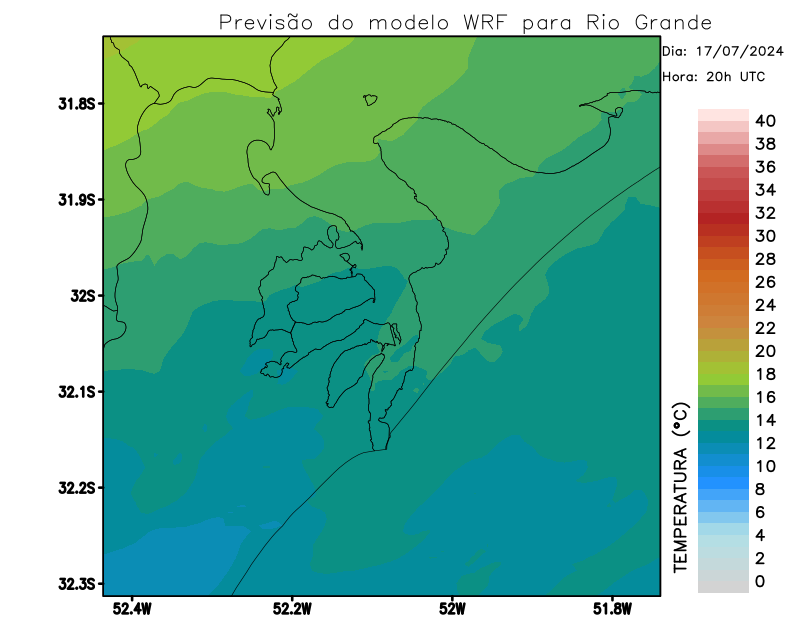 Previsão do modelo WRF para Rio Grande
Dia: 17/07/2024
Hora: 20h UTC
31.8S
31.9S
32S
32.1S
32.2S
32.3S
52.4W
52.2W
52W
51.8W
TEMPERATURA (°C)
40
38
36
34
32
30
28
26
24
22
20
18
16
14
12
10
8
6
4
2
0